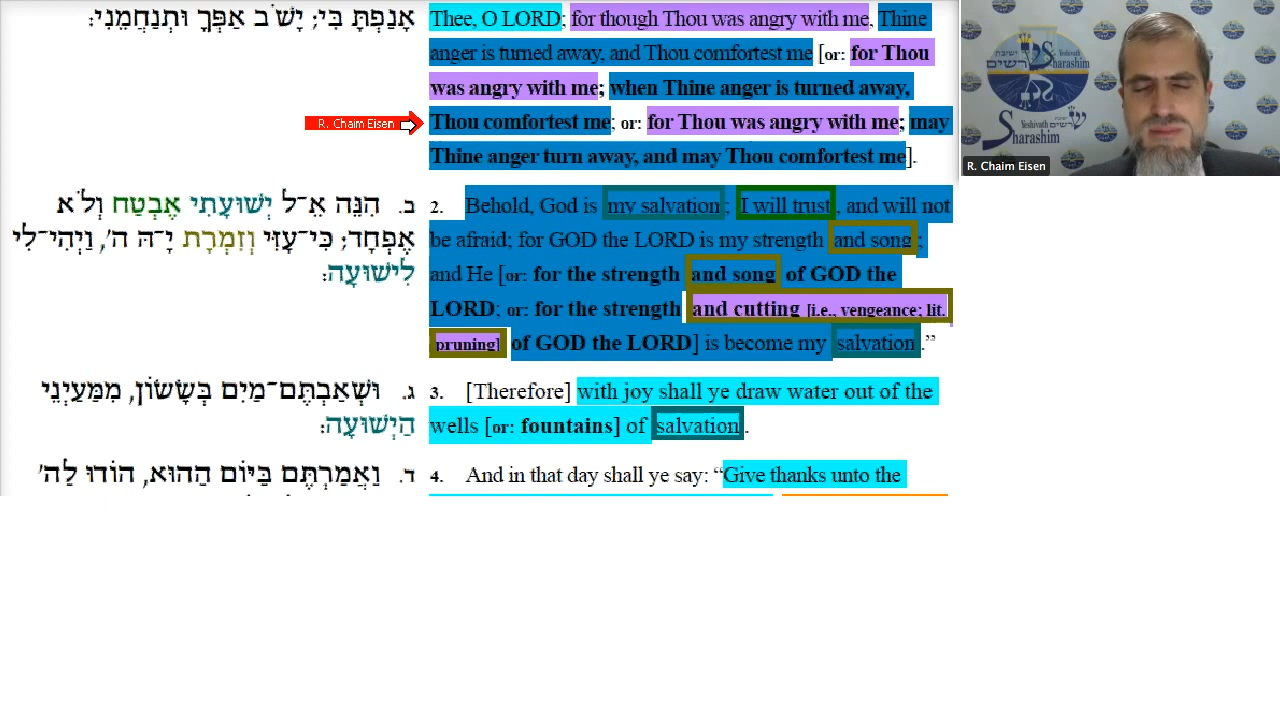 אָנַפְתָּ בִּי; יָשֹׁב אַפְּךָ וּתְנַחֲמֵנִי:
Thee, O LORD; for though Thou was angry with me, Thine
anger is turned away, and Thou comfortest me [or: for Thou
was angry with me; when Thine anger is turned away,
R. Chaim Eisen
Thou comfortest me; or: for Thou was angry with me; may
Thine anger turn away, and may Thou comfortest me].
ב. הִנֵּה אֵ־ל יְשׁוּעָתִי אֶבְטַח וְלֹא
אֶפְחָד; כִּי־עָזִּי וְזִמְרָת יָ־הּ ה', וַיְהִי־לִי
לִישׁוּעָה:
2. Behold, God is my salvation; I will trust, and will not
be afraid; for GOD the LORD is my strength and song;
and He [or: for the strength and song of GOD the
LORD; or: for the strength and cutting [i.e., vengeance; lit.
pruning] of GOD the LORD] is become my salvation.”
ג. וּשְׁאַבְתֶּם־מַיִם בְּשָׂשׂוֹן, מִמַּעַיְנֵי
הַיְשׁוּעָה:
3. [Therefore] with joy shall ye draw water out of the
wells [or: fountains] of salvation.
ד. וַאֲמַרְתֶּם בַּיּוֹם הַהוּא, הוֹדוּ לַה'
4. And in that day shall ye say: “Give thanks unto the
ישיבת
שרשים
Yeshivath
Sharashim
R. Chaim Eisen